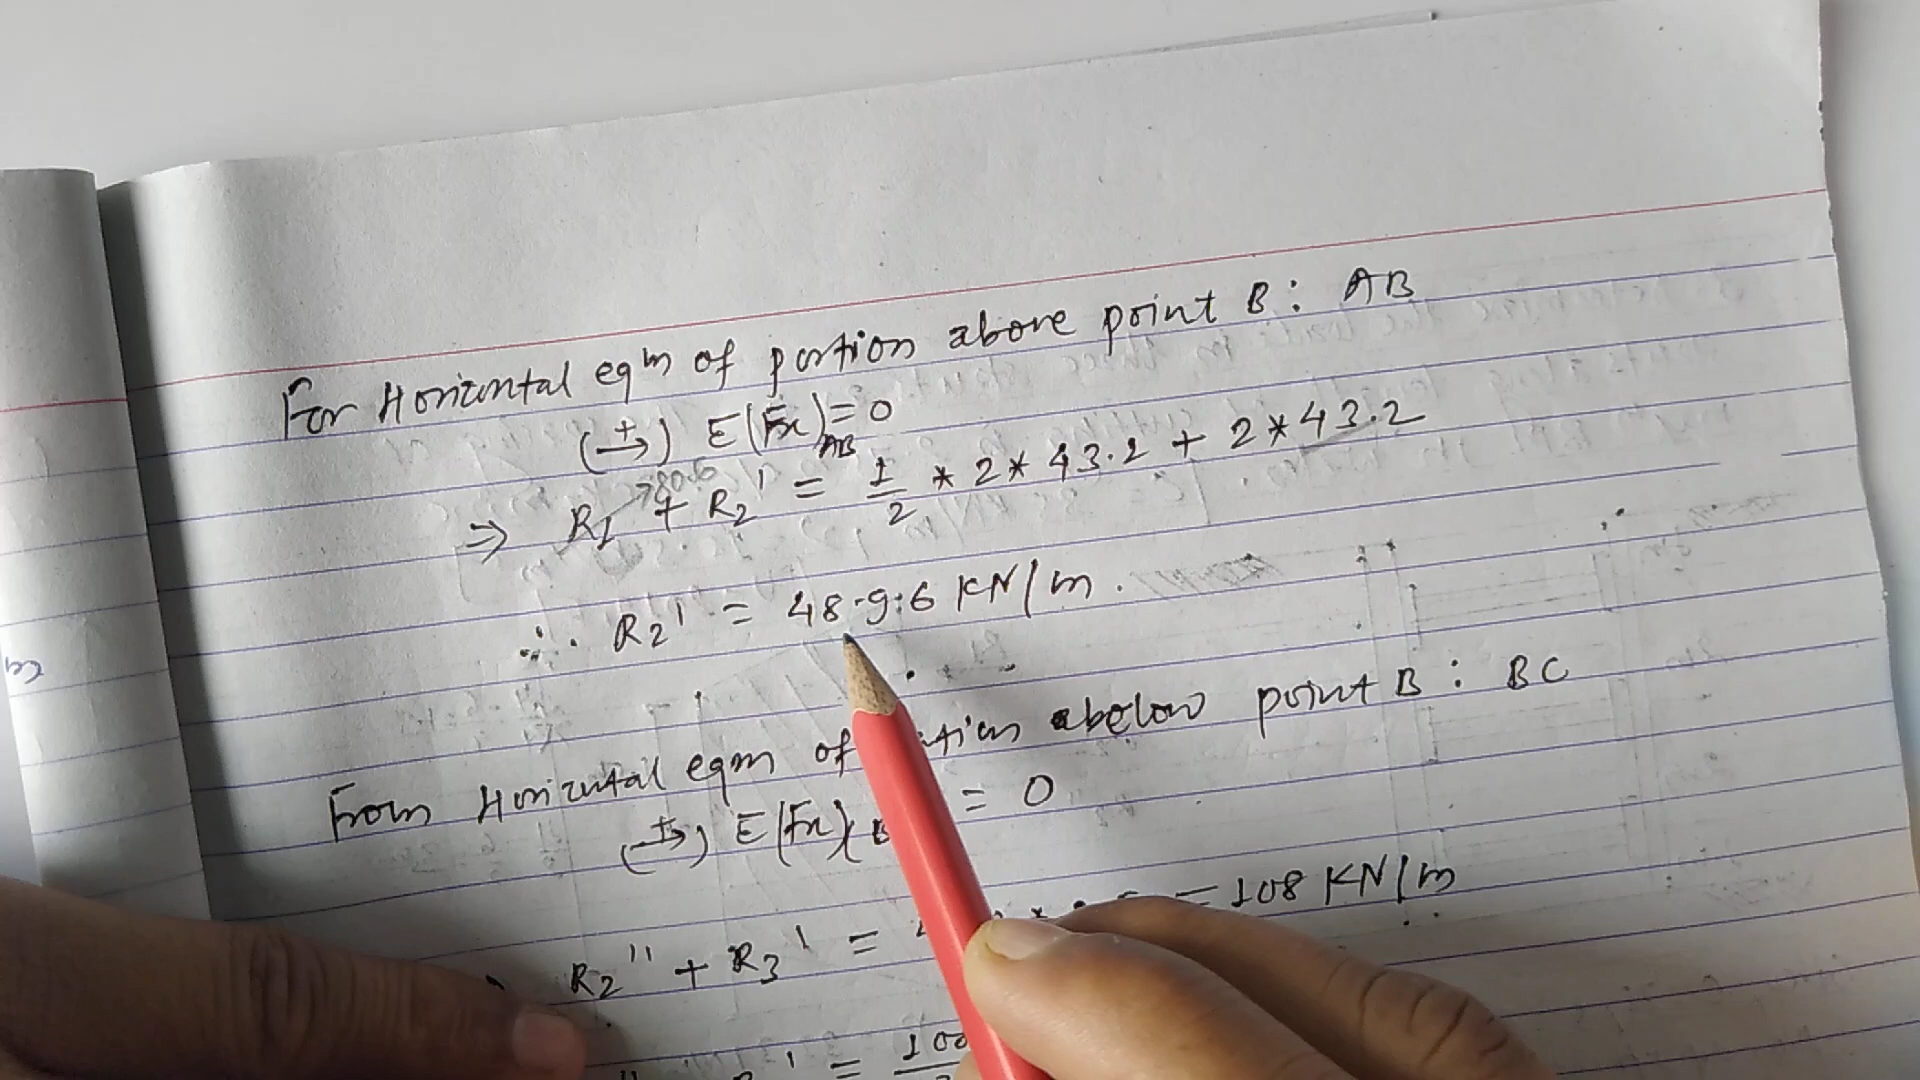 For Horizontal eqm of portion above point B: AB
(+→) Σ(Fx)AB = 0
⇒ R1 →80.6 + R2' = 1/2 * 2 * 43.2 + 2 * 43.2
∴ R2' = 48.96 KN/m.
From Horizontal eqm of below point B: BC
(+→) Σ(Fx) = 0
R2'' + R3' = = 108 KN/m
=